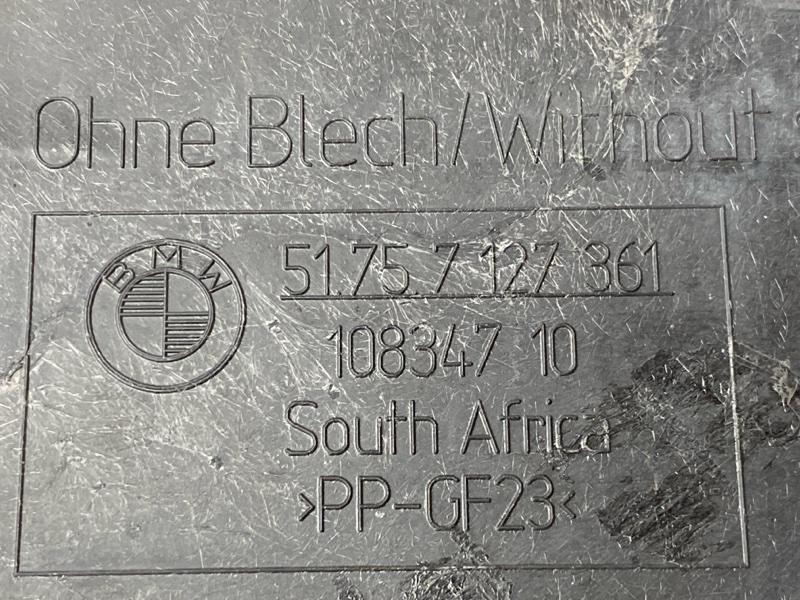 Ohne Blech/Without
BMW
51.75.7 127 361
108347 10
South Africa
>PP-GF23<